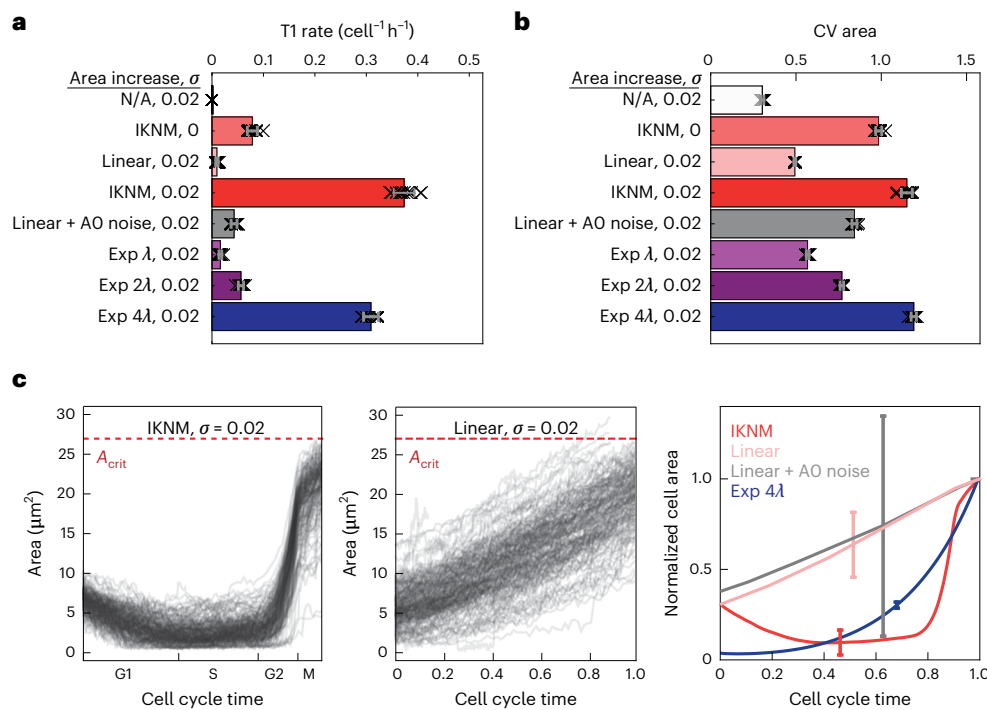 a
T1 rate (cell⁻¹ h⁻¹)
0 0.1 0.3 0.4 0.5
Area increase, σ
N/A, 0.02
IKNM, 0
Linear, 0.02
IKNM, 0.02
Linear + A0 noise, 0.02
Exp λ, 0.02
Exp 2λ, 0.02
Exp 4λ, 0.02
b
CV area
0 0.5 1.0 1.5
Area increase, σ
N/A, 0.02
IKNM, 0
Linear, 0.02
IKNM, 0.02
Linear + A0 noise, 0.02
Exp λ, 0.02
Exp 2λ, 0.02
Exp 4λ, 0.02
c
Area (μm²)
30
25
20
15
10
5
0
IKNM, σ = 0.02
A_crit
G1 S G2 M
Cell cycle time
Area (μm²)
30
25
20
15
10
5
0
Linear, σ = 0.02
A_crit
0 0.2 0.4 0.6 0.8 1.0
Cell cycle time
Normalized cell area
1.0
0.5
0
IKNM
Linear
Linear + A0 noise
Exp 4λ
0 0.2 0.4 0.6 0.8 1.0
Cell cycle time